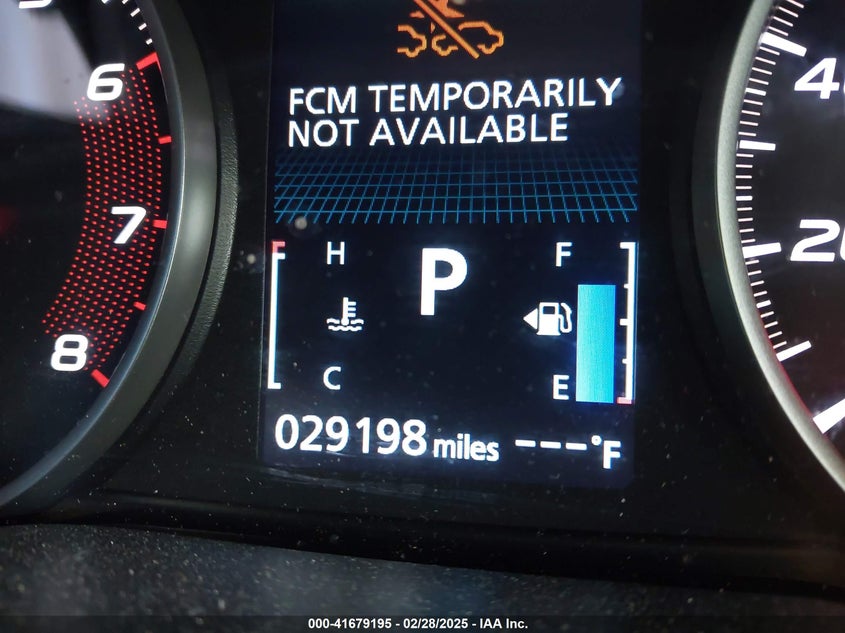 6
7
8
FCM TEMPORARILY
NOT AVAILABLE
H P F
C E
029198 miles ---°F
000-41679195 - 02/28/2025 - IAA Inc.